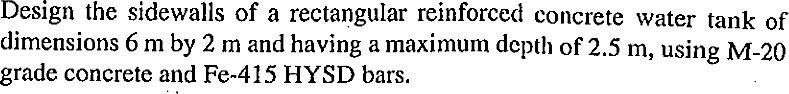 Design the sidewalls of a rectangular reinforced concrete water tank of
dimensions 6 m by 2 m and having a maximum depth of 2.5 m, using M-20
grade concrete and Fe-415 HYSD bars.